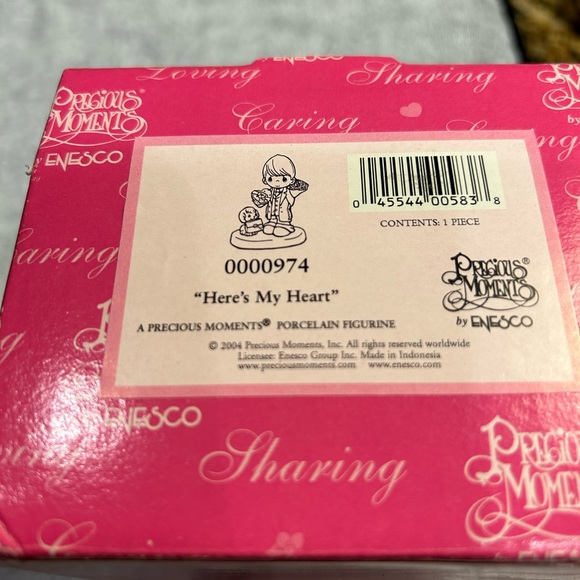 by ENESCO
Loving Sharing
PRECIOUS®
MOMENTS
by ENESCO
Caring
0 45544 00583 8
CONTENTS: 1 PIECE
0000974
"Here's My Heart"
A PRECIOUS MOMENTS® PORCELAIN FIGURINE
PRECIOUS®
MOMENTS
by ENESCO
© 2004 Precious Moments, Inc. All rights reserved worldwide
Licensee: Enesco Group Inc. Made in Indonesia
www.preciousmoments.com www.enesco.com
ENESCO
Sharing
PRECIOUS
MOMENTS